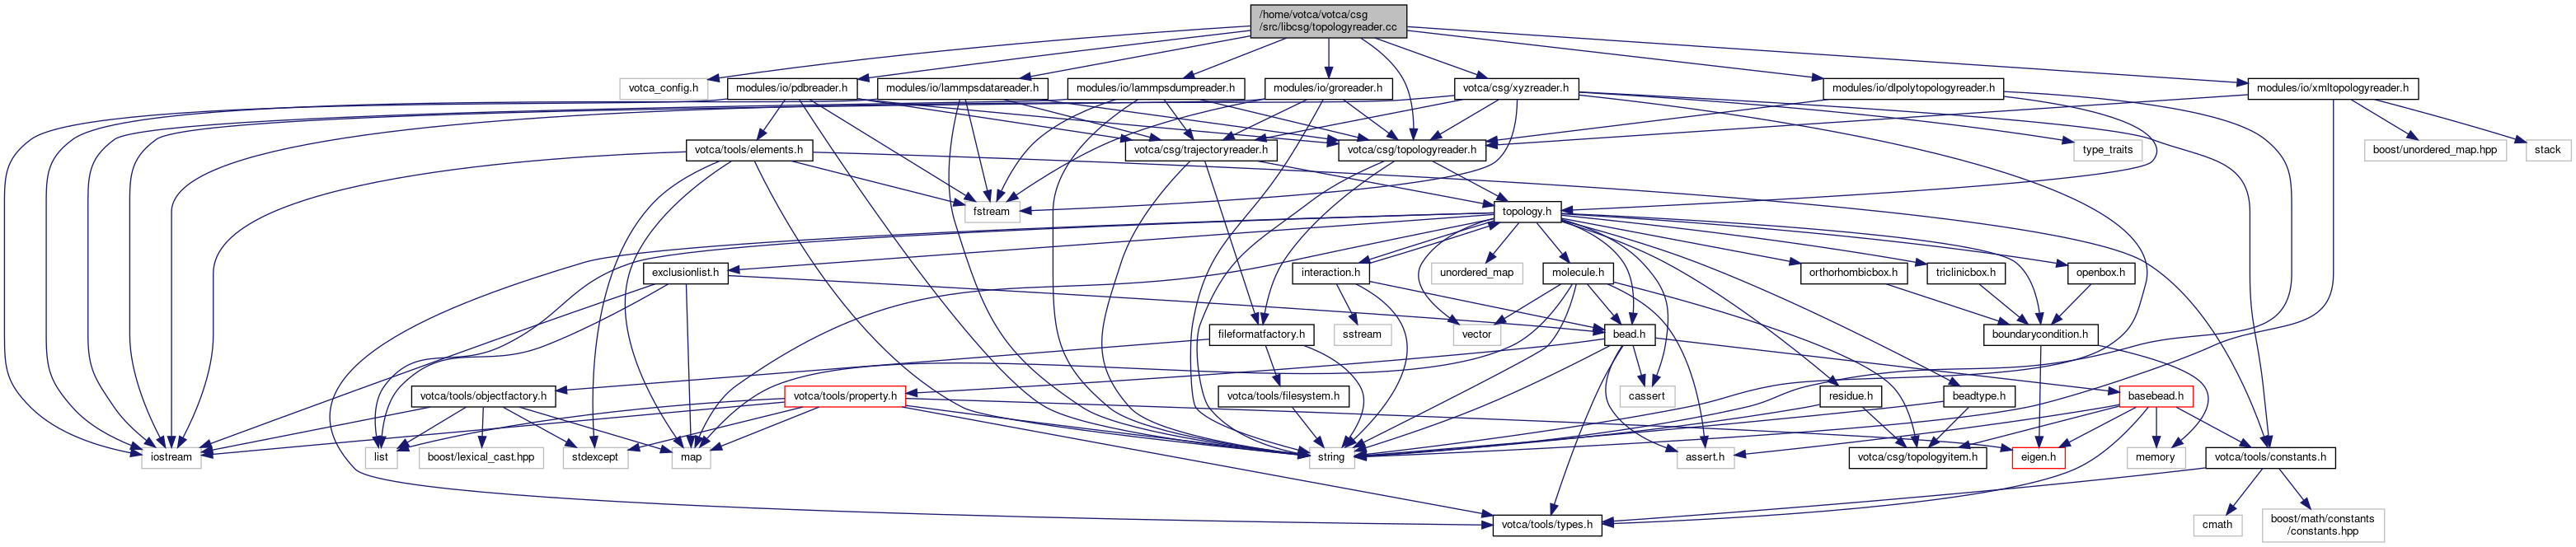 /home/votca/votca/csg
/src/libcsg/topologyreader.cc
votca_config.h
modules/io/pdbreader.h
modules/io/lammpsdatareader.h
modules/io/lammpsdumpreader.h
modules/io/groreader.h
votca/csg/xyzreader.h
modules/io/dlpolytopologyreader.h
modules/io/xmltopologyreader.h
votca/tools/elements.h
votca/csg/trajectoryreader.h
votca/csg/topologyreader.h
type_traits
boost/unordered_map.hpp
stack
fstream
topology.h
exclusionlist.h
interaction.h
unordered_map
molecule.h
orthorhombicbox.h
triclinicbox.h
openbox.h
fileformatfactory.h
sstream
vector
bead.h
boundarycondition.h
votca/tools/objectfactory.h
votca/tools/property.h
votca/tools/filesystem.h
cassert
residue.h
beadtype.h
basebead.h
iostream
list
boost/lexical_cast.hpp
stdexcept
map
string
assert.h
votca/csg/topologyitem.h
eigen.h
memory
votca/tools/constants.h
votca/tools/types.h
cmath
boost/math/constants
/constants.hpp